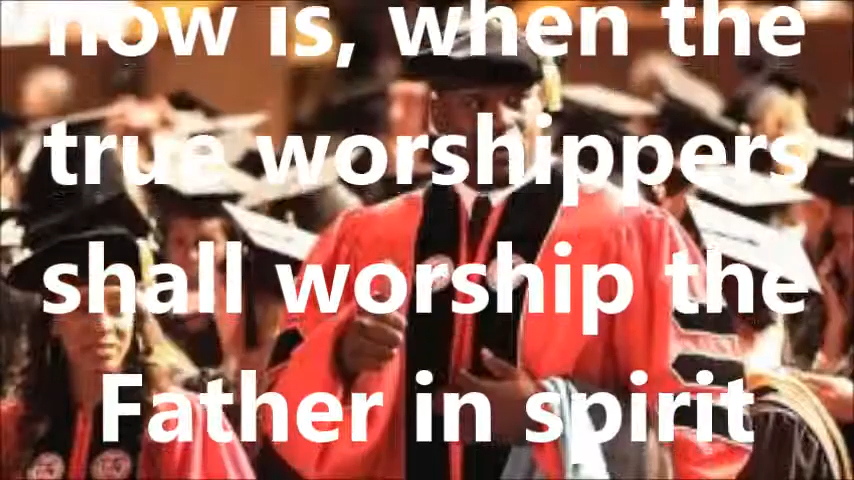 now is, when the
true worshippers
shall worship the
Father in spirit